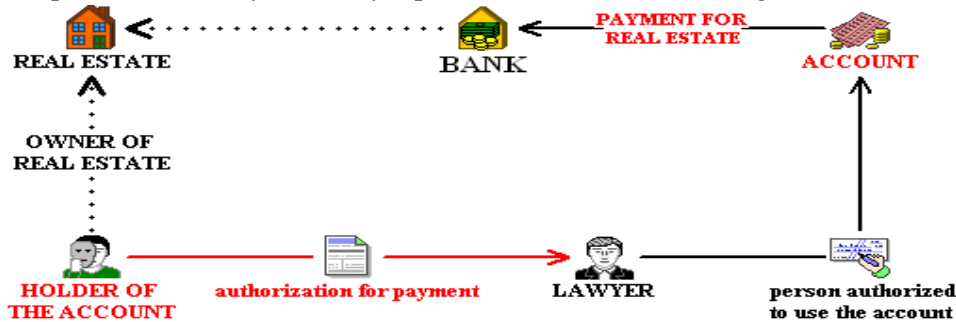 PAYMENT FOR
REAL ESTATE
REAL ESTATE
BANK
ACCOUNT
OWNER OF
REAL ESTATE
HOLDER OF
THE ACCOUNT
authorization for payment
LAWYER
person authorized
to use the account